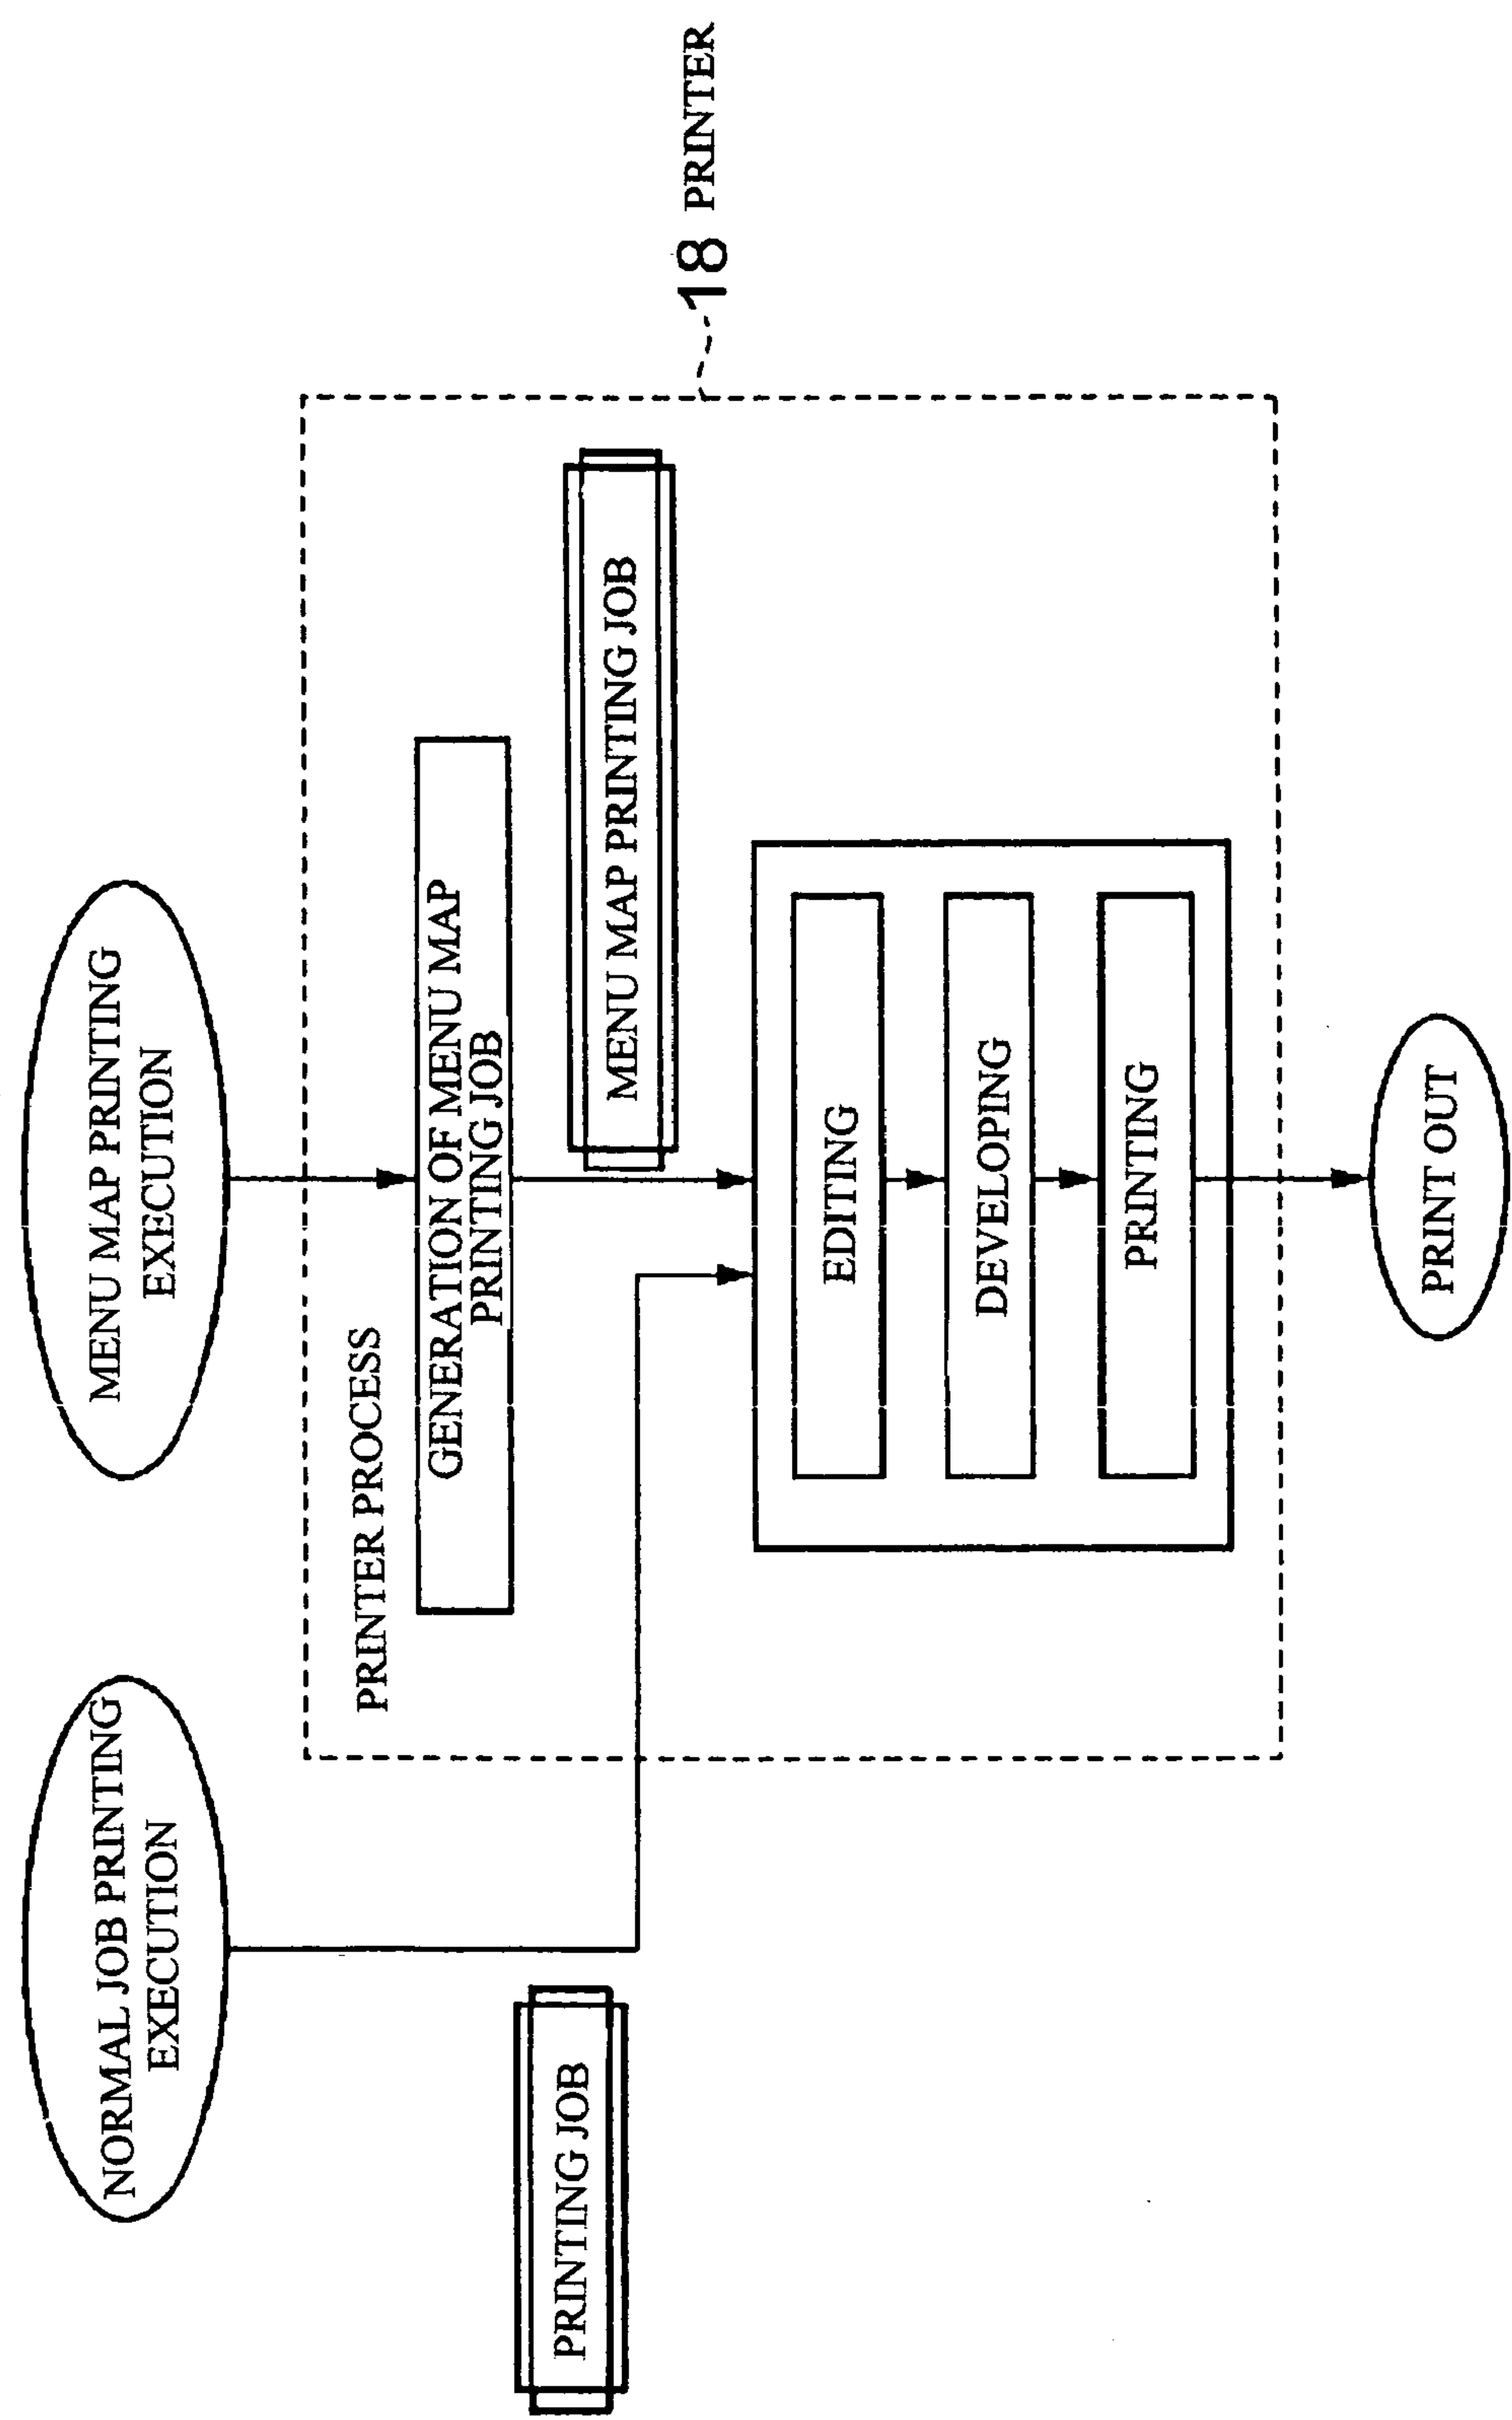 NORMAL JOB PRINTING
EXECUTION
MENU MAP PRINTING
EXECUTION
PRINTER PROCESS
GENERATION OF MENU MAP
PRINTING JOB
PRINTING JOB
MENU MAP PRINTING JOB
18 PRINTER
EDITING
DEVELOPING
PRINTING
PRINT OUT